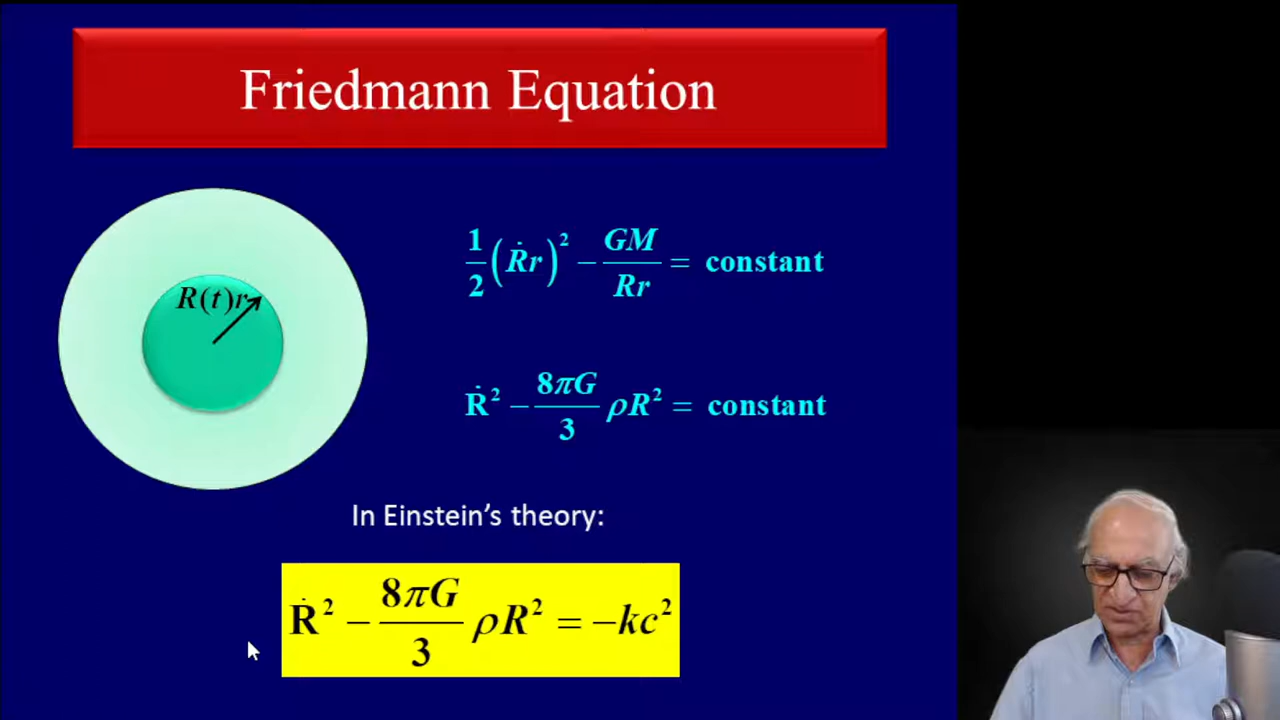 Friedmann Equation
R(t)r
1/2 (Ṙr)² − GM/Rr = constant
Ṙ² − 8πG/3 ρR² = constant
In Einstein's theory:
Ṙ² − 8πG/3 ρR² = −kc²